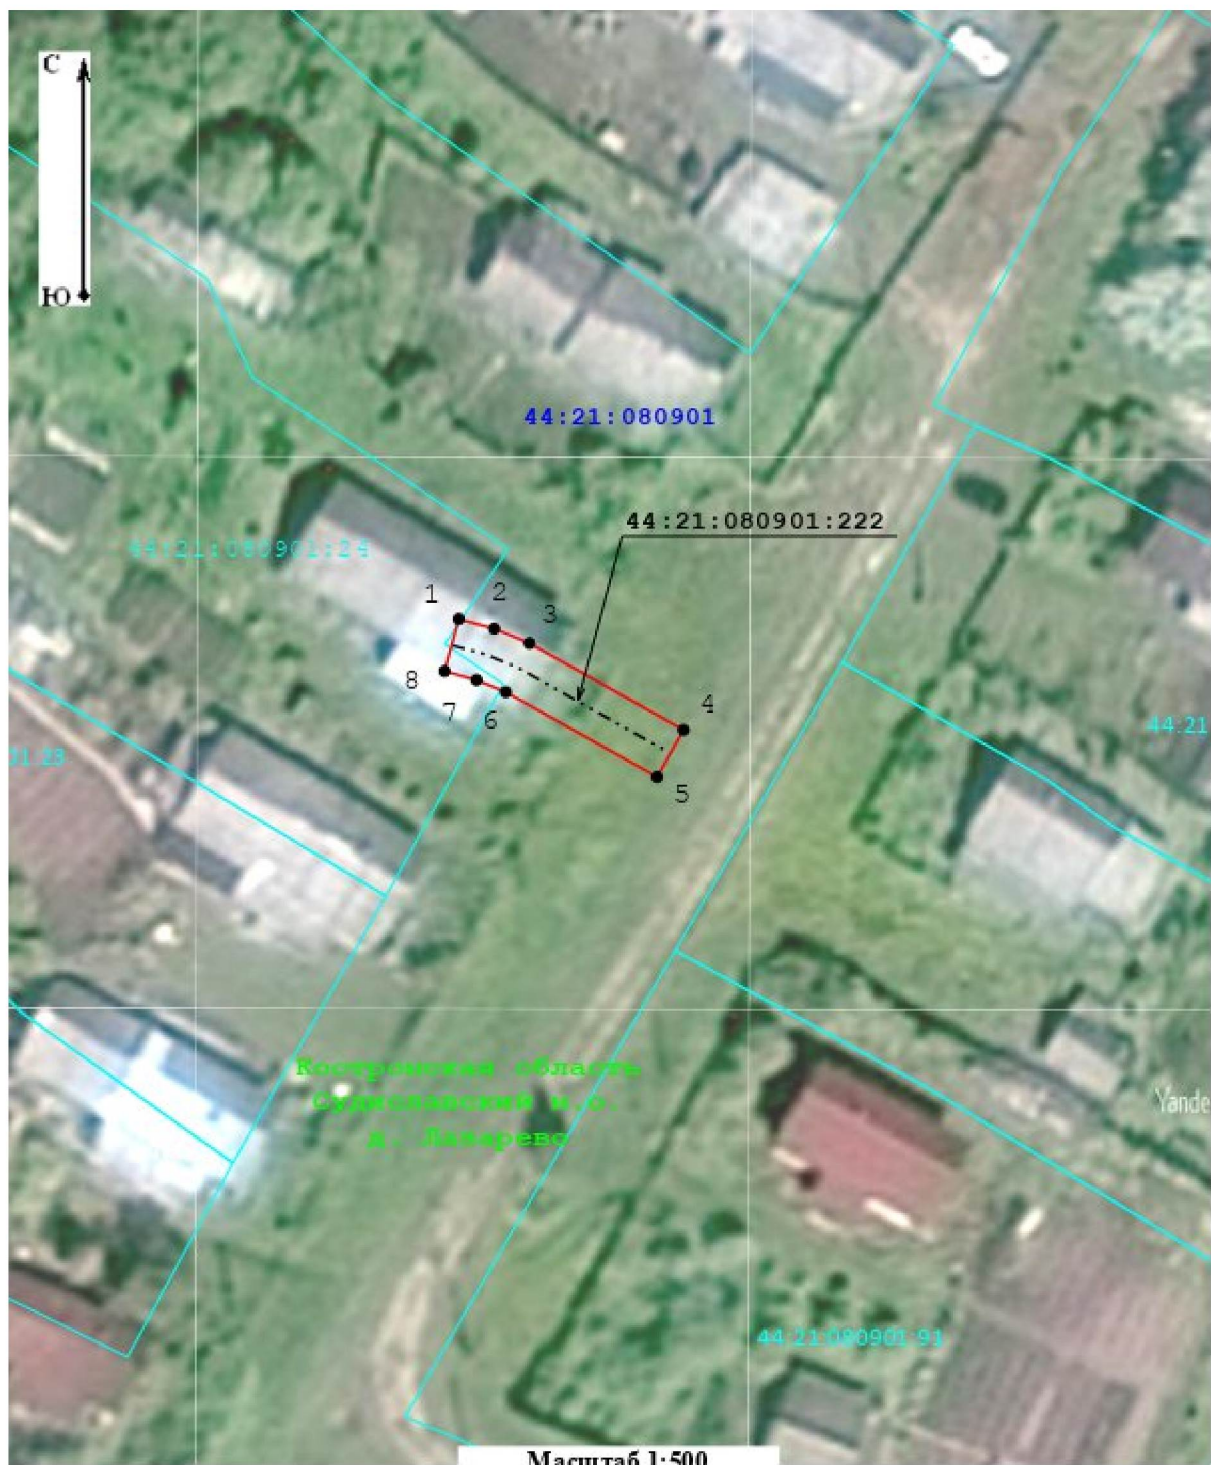 С
Ю
44:21:080901
44:21:080901:222
44:21:080901:24
1
2
3
8
7
6
4
5
44:21
31:23
Костромская область
Судиславский м.о.
д. Лазарево
Yande
44:21:080901:91
Масштаб 1:500